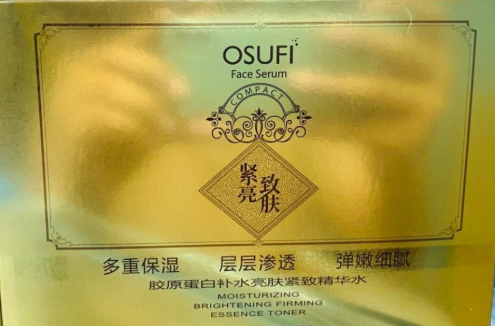 OSUFI
Face Serum
COMPACT
紧致
亮肤
多重保湿 层层渗透 弹嫩细腻
胶原蛋白补水亮肤紧致精华水
MOISTURIZING
BRIGHTENING FIRMING
ESSENCE TONER